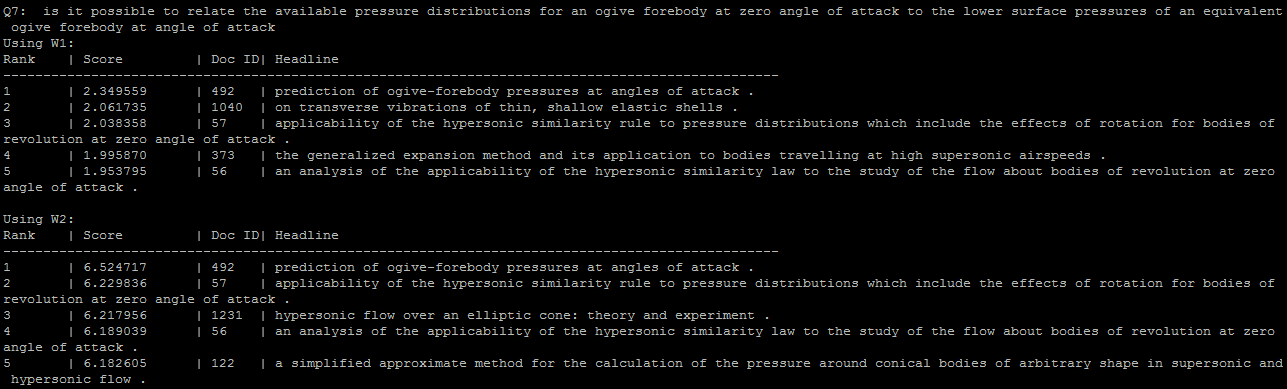 Q7:  is it possible to relate the available pressure distributions for an ogive forebody at zero angle of attack to the lower surface pressures of an equivalent
 ogive forebody at angle of attack
Using W1:
Rank    | Score         | Doc ID| Headline
-------------------------------------------------------------------------------------------------
1       | 2.349559      | 492   | prediction of ogive-forebody pressures at angles of attack .
2       | 2.061735      | 1040  | on transverse vibrations of thin, shallow elastic shells .
3       | 2.038358      | 57    | applicability of the hypersonic similarity rule to pressure distributions which include the effects of rotation for bodies of
revolution at zero angle of attack .
4       | 1.995870      | 373   | the generalized expansion method and its application to bodies travelling at high supersonic airspeeds .
5       | 1.953795      | 56    | an analysis of the applicability of the hypersonic similarity law to the study of the flow about bodies of revolution at zero
angle of attack .

Using W2:
Rank    | Score         | Doc ID| Headline
-------------------------------------------------------------------------------------------------
1       | 6.524717      | 492   | prediction of ogive-forebody pressures at angles of attack .
2       | 6.229836      | 57    | applicability of the hypersonic similarity rule to pressure distributions which include the effects of rotation for bodies of
revolution at zero angle of attack .
3       | 6.217956      | 1231  | hypersonic flow over an elliptic cone: theory and experiment .
4       | 6.189039      | 56    | an analysis of the applicability of the hypersonic similarity law to the study of the flow about bodies of revolution at zero
angle of attack .
5       | 6.182605      | 122   | a simplified approximate method for the calculation of the pressure around conical bodies of arbitrary shape in supersonic and
 hypersonic flow .